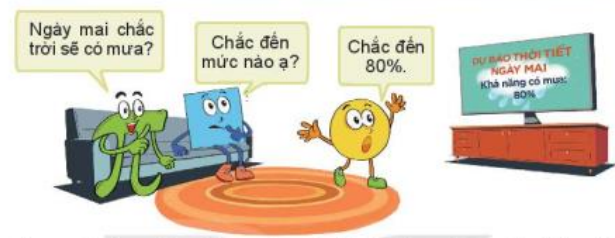 Ngày mai chắc
trời sẽ có mưa?
Chắc đến
mức nào ạ?
Chắc đến
80%.
DỰ BÁO THỜI TIẾT
NGÀY MAI
Khả năng có mưa:
80%